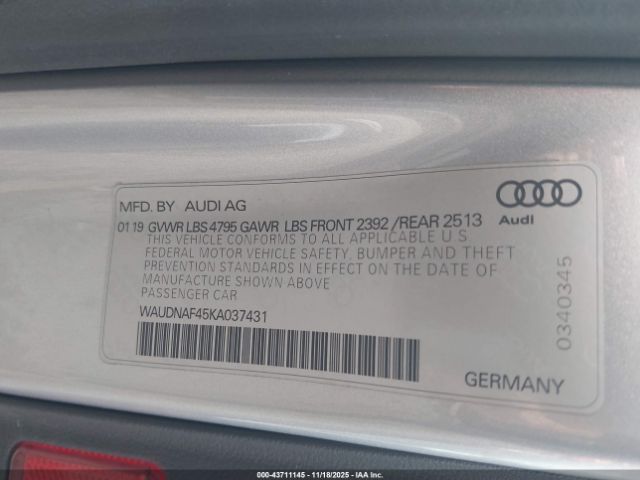 MFD. BY AUDI AG
01 19 GVWR LBS 4795 GAWR LBS FRONT 2392 /REAR 2513
THIS VEHICLE CONFORMS TO ALL APPLICABLE U S
FEDERAL MOTOR VEHICLE SAFETY, BUMPER AND THEFT
PREVENTION STANDARDS IN EFFECT ON THE DATE OF
MANUFACTURE SHOWN ABOVE
PASSENGER CAR
WAUDNAF45KA037431
Audi
0340345
GERMANY
000-43711145 - 11/18/2025 - IAAI.COM